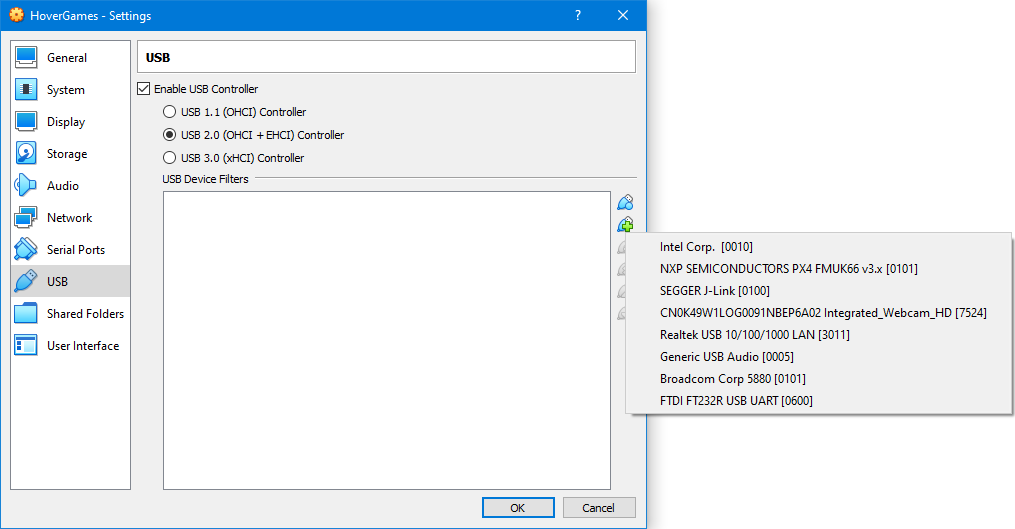 HoverGames - Settings
?
General
System
Display
Storage
Audio
Network
Serial Ports
USB
Shared Folders
User Interface
USB
Enable USB Controller
USB 1.1 (OHCI) Controller
USB 2.0 (OHCI + EHCI) Controller
USB 3.0 (xHCI) Controller
USB Device Filters
Intel Corp.  [0010]
NXP SEMICONDUCTORS PX4 FMUK66 v3.x [0101]
SEGGER J-Link [0100]
CN0K49W1LOG0091NBEP6A02 Integrated_Webcam_HD [7524]
Realtek USB 10/100/1000 LAN [3011]
Generic USB Audio [0005]
Broadcom Corp 5880 [0101]
FTDI FT232R USB UART [0600]
OK
Cancel